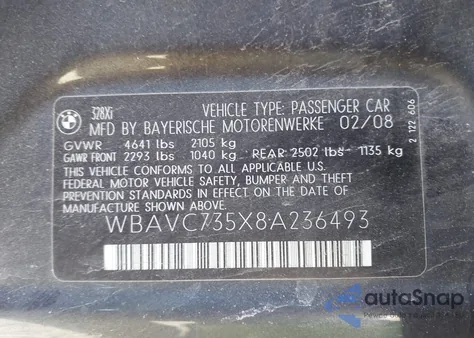 328Xi VEHICLE TYPE: PASSENGER CAR
MFD BY BAYERISCHE MOTORENWERKE 02/08
GVWR 4641 lbs 2105 kg
GAWR FRONT 2293 lbs 1040 kg REAR 2502 lbs- 1135 kg
THIS VEHICLE CONFORMS TO ALL APPLICABLE U.S.
FEDERAL MOTOR VEHICLE SAFETY, BUMPER AND THEFT
PREVENTION STANDARDS IN EFFECT ON THE DATE
OF MANUFACTURE SHOWN ABOVE.
WBAVC735X8A236493
2 122 606
autoSnap